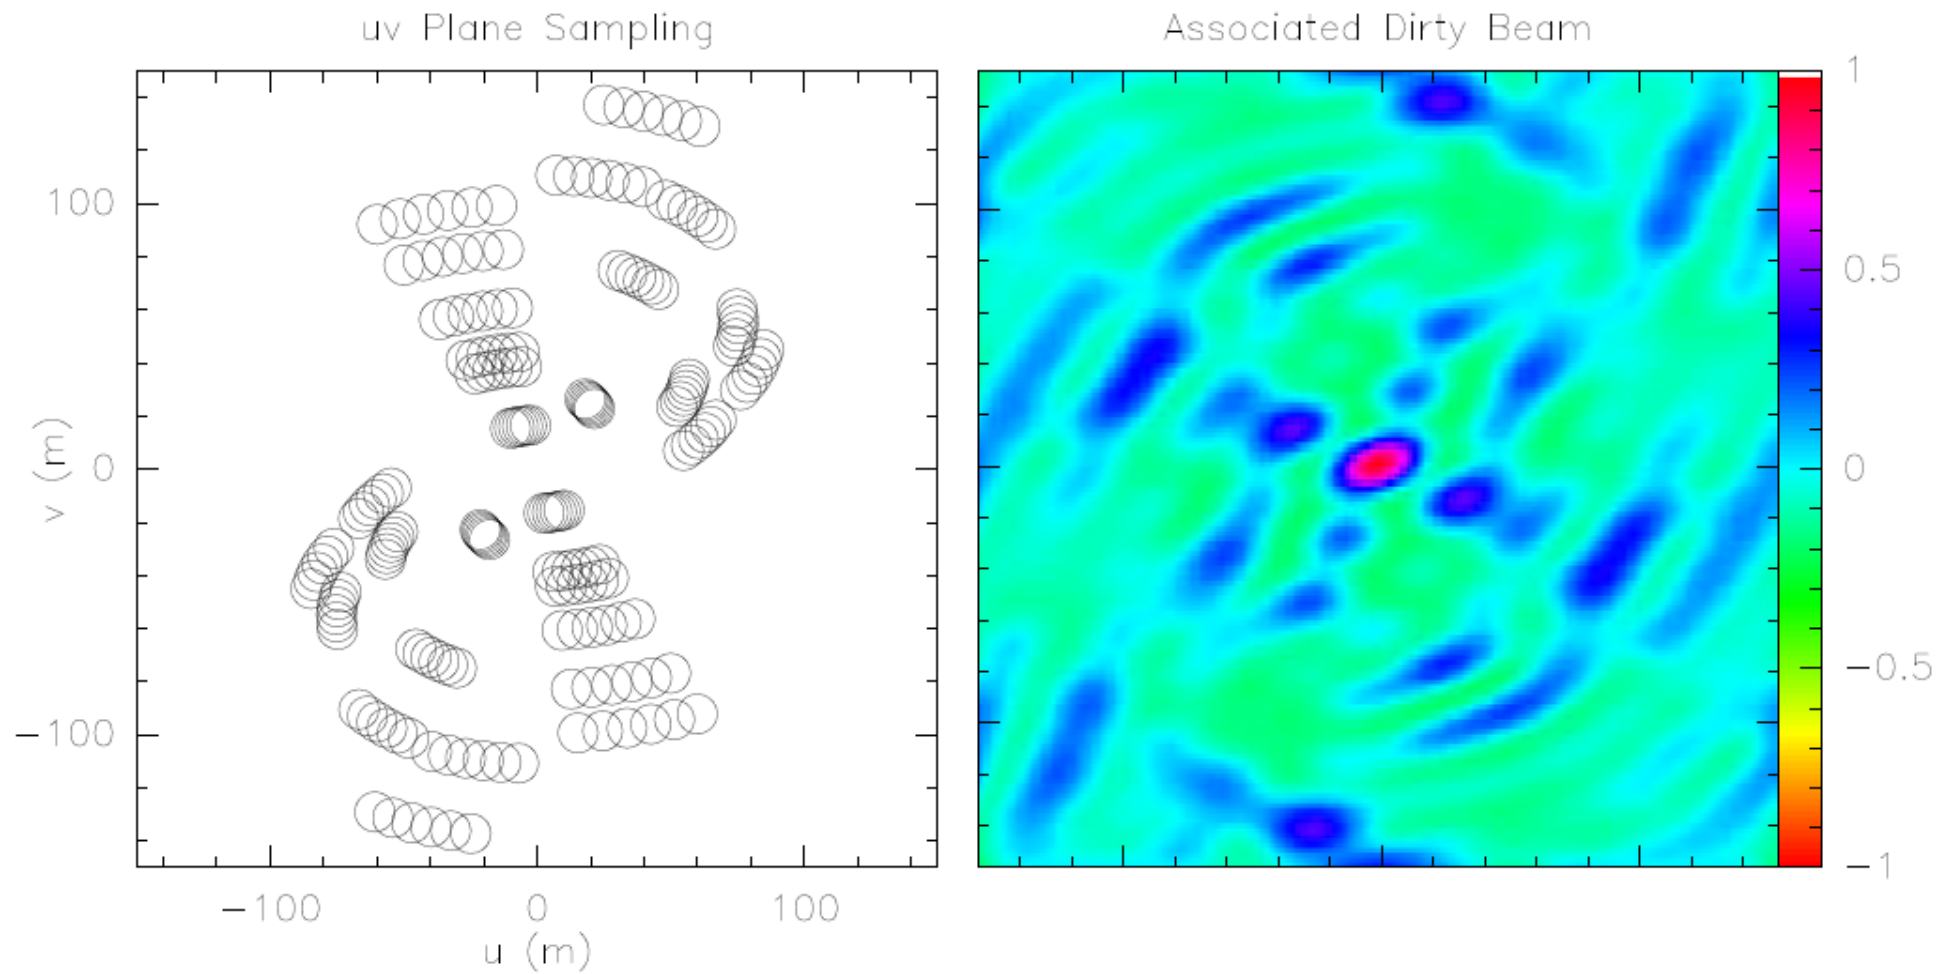 uv Plane Sampling
Associated Dirty Beam
100
0
−100
v (m)
−100 0 100
u (m)
1
0.5
0
−0.5
−1